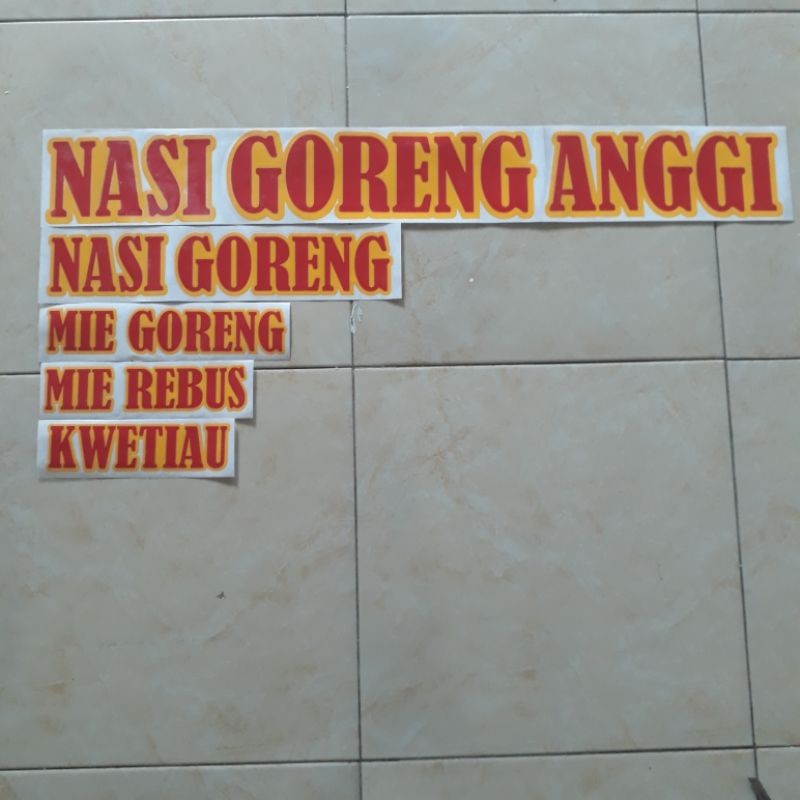 NASI GORENG ANGGI
NASI GORENG
MIE GORENG
MIE REBUS
KWETIAU